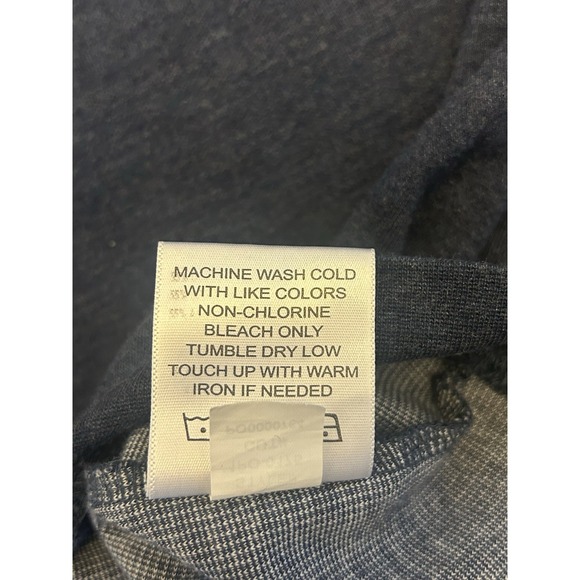 MACHINE WASH COLD
WITH LIKE COLORS
NON-CHLORINE
BLEACH ONLY
TUMBLE DRY LOW
TOUCH UP WITH WARM
IRON IF NEEDED